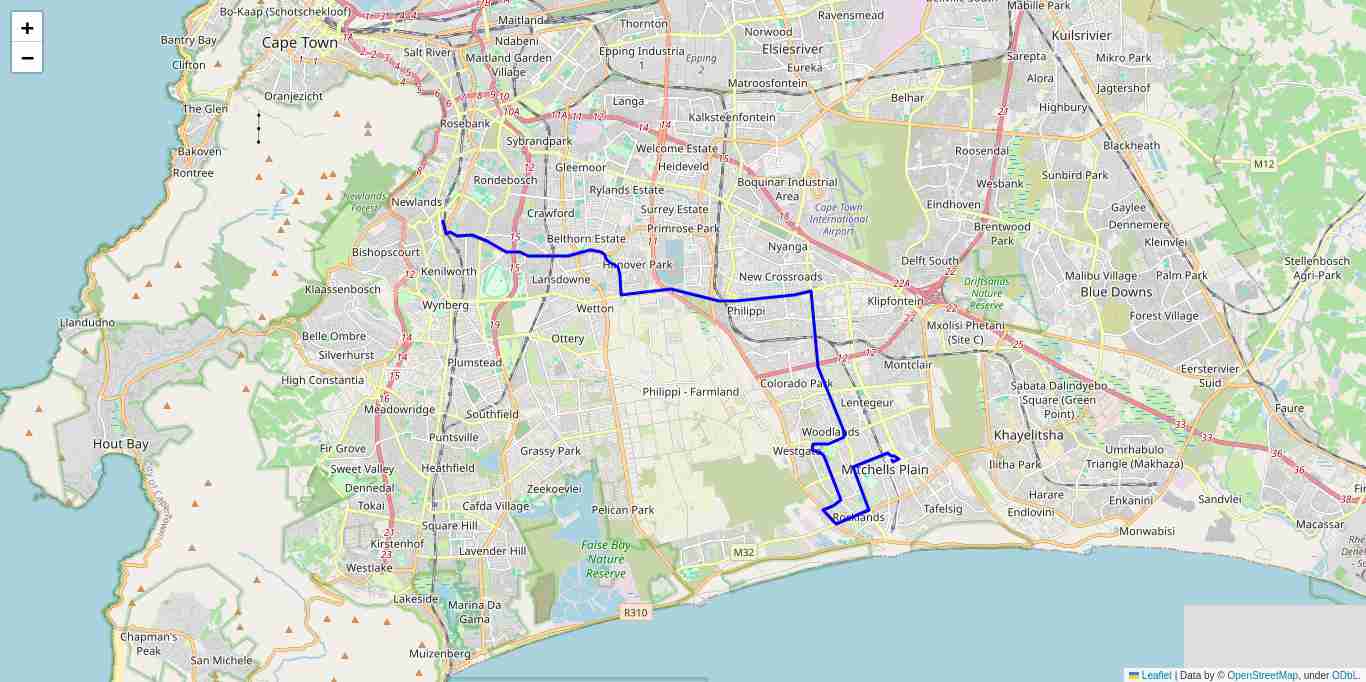 +
−
Bo-Kaap (Schotschekloof)
Maitland
Thornton
Ravensmead
Mabille Park
Bantry Bay
Cape Town
Ndabeni
Norwood
Kuilsrivier
Clifton
Salt River
Maitland Garden
Village
Epping Industria
1
Epping
2
Elsiesriver
Eureka
Sarepta
Mikro Park
Oranjezicht
Matroosfontein
Alora
Jagtershof
The Glen
Langa
Belhar
Highbury
Rosebank
Kalksteenfontein
Sybrandpark
Welcome Estate
Roosendal
Blackheath
Bakoven
Rontree
Gleemoor
Heideveld
M12
Rondebosch
Rylands Estate
Boquinar Industrial
Area
Wesbank
Sunbird Park
Newlands
Newlands
Forest
Crawford
Surrey Estate
Cape Town
International
Airport
Eindhoven
Gaylee
Primrose Park
Brentwood
Park
Dennemere
Belthorn Estate
Nyanga
Kleinvlei
Bishopscourt
Hanover Park
Delft South
Stellenbosch
Agri-Park
Kenilworth
Lansdowne
New Crossroads
Driftsands
Nature
Reserve
Malibu Village
Palm Park
Klaassenbosch
Blue Downs
Wynberg
Wetton
Philippi
Klipfontein
Forest Village
Llandudno
Belle Ombre
Ottery
Mxolisi Phetani
(Site C)
Silverhurst
Plumstead
Montclair
Eersterivier
Suid
High Constantia
Philippi - Farmland
Colorado Park
Sabata Dalindyebo
Square (Green
Point)
Meadowridge
Southfield
Lentegeur
Faure
Hout Bay
Puntsville
Woodlands
Khayelitsha
Fir Grove
Grassy Park
Westgate
Umrhabulo
Triangle (Makhaza)
Sweet Valley
Heathfield
Mitchells Plain
Ilitha Park
Dennedal
Zeekoevlei
Harare
Enkanini
Sandvlei
Tokai
Cafda Village
Pelican Park
Rocklands
Tafelsig
Endlovini
Macassar
Square Hill
Monwabisi
Kirstenhof
Lavender Hill
False Bay
Nature
Reserve
M32
Westlake
Lakeside
Marina Da
Gama
R310
Chapman's
Peak
San Michele
Muizenberg
Leaflet | Data by © OpenStreetMap, under ODbL.